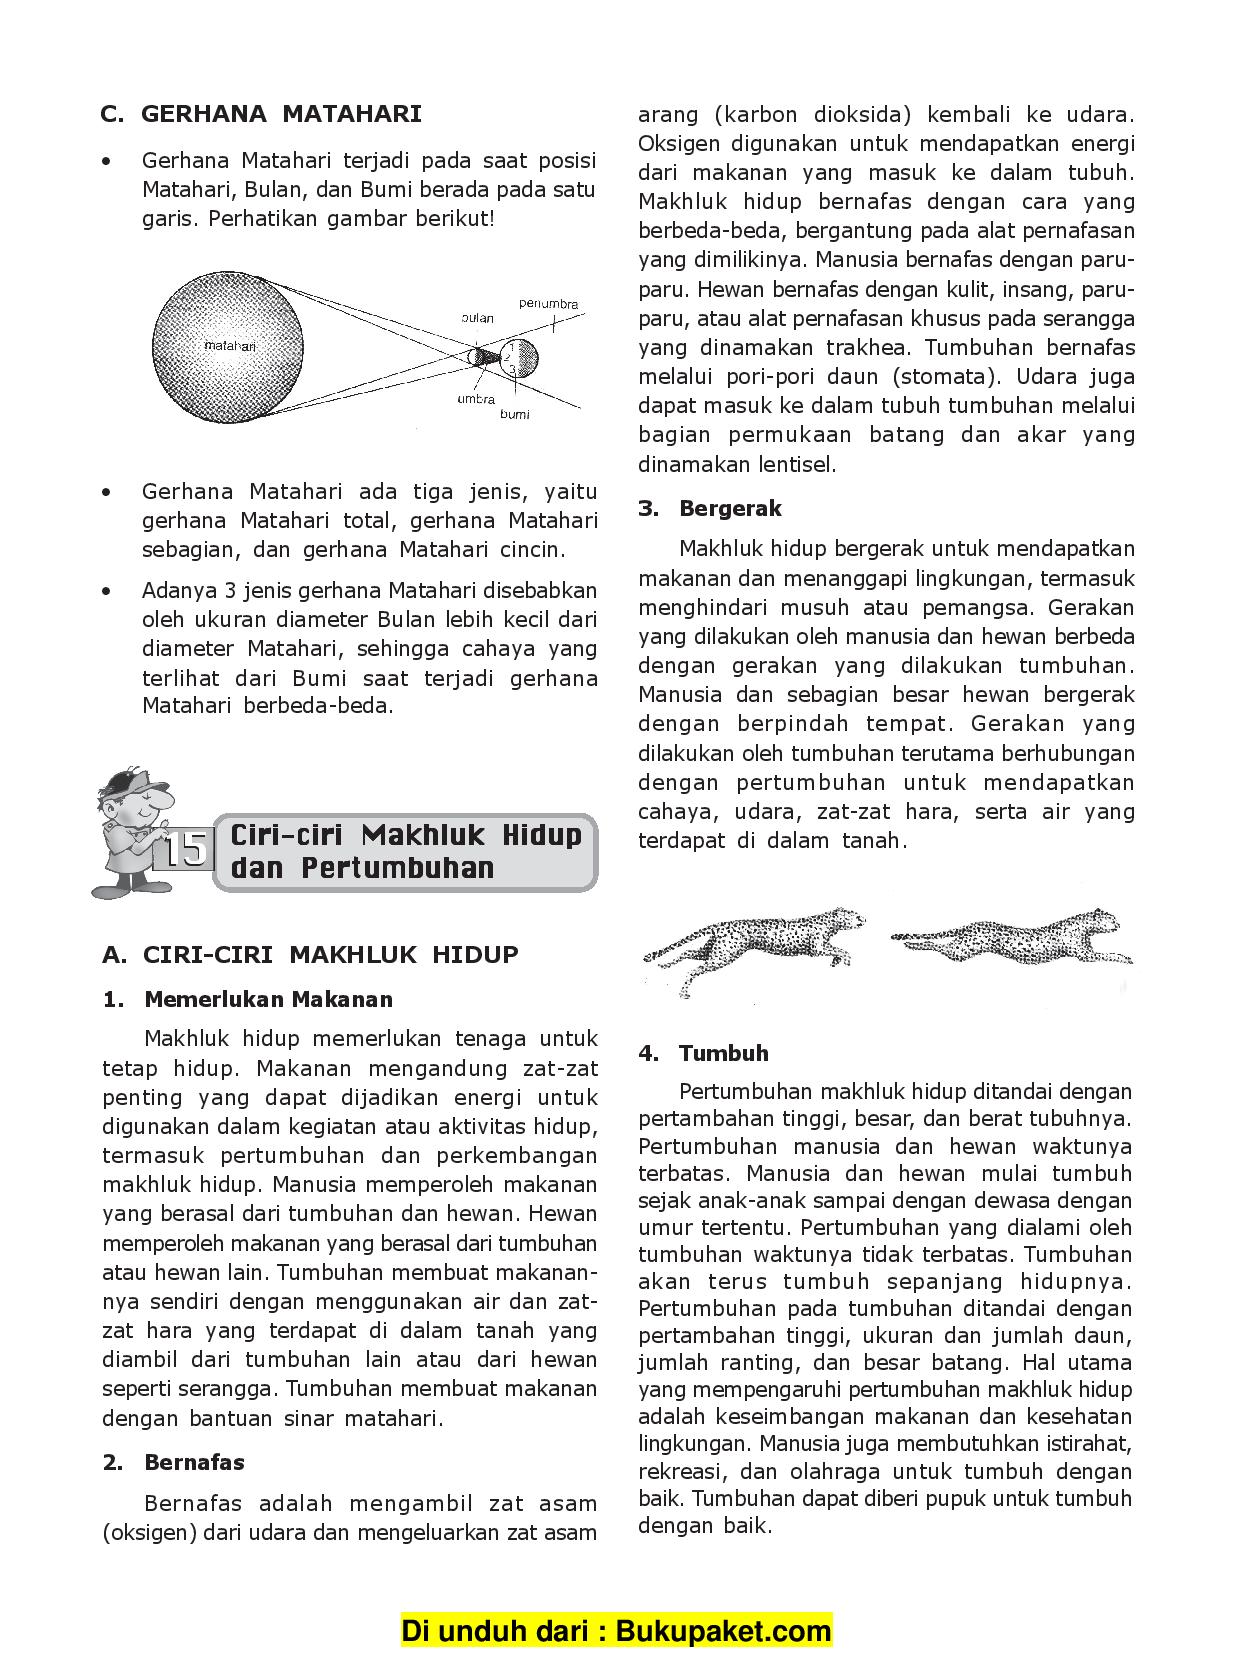 C. GERHANA MATAHARI
• Gerhana Matahari terjadi pada saat posisi
Matahari, Bulan, dan Bumi berada pada satu
garis. Perhatikan gambar berikut!
matahari
bulan
penumbra
1
2
3
umbra
bumi
• Gerhana Matahari ada tiga jenis, yaitu
gerhana Matahari total, gerhana Matahari
sebagian, dan gerhana Matahari cincin.
• Adanya 3 jenis gerhana Matahari disebabkan
oleh ukuran diameter Bulan lebih kecil dari
diameter Matahari, sehingga cahaya yang
terlihat dari Bumi saat terjadi gerhana
Matahari berbeda-beda.
15
Ciri-ciri Makhluk Hidup
dan Pertumbuhan
A. CIRI-CIRI MAKHLUK HIDUP
1. Memerlukan Makanan
Makhluk hidup memerlukan tenaga untuk
tetap hidup. Makanan mengandung zat-zat
penting yang dapat dijadikan energi untuk
digunakan dalam kegiatan atau aktivitas hidup,
termasuk pertumbuhan dan perkembangan
makhluk hidup. Manusia memperoleh makanan
yang berasal dari tumbuhan dan hewan. Hewan
memperoleh makanan yang berasal dari tumbuhan
atau hewan lain. Tumbuhan membuat makanan-
nya sendiri dengan menggunakan air dan zat-
zat hara yang terdapat di dalam tanah yang
diambil dari tumbuhan lain atau dari hewan
seperti serangga. Tumbuhan membuat makanan
dengan bantuan sinar matahari.
2. Bernafas
Bernafas adalah mengambil zat asam
(oksigen) dari udara dan mengeluarkan zat asam
arang (karbon dioksida) kembali ke udara.
Oksigen digunakan untuk mendapatkan energi
dari makanan yang masuk ke dalam tubuh.
Makhluk hidup bernafas dengan cara yang
berbeda-beda, bergantung pada alat pernafasan
yang dimilikinya. Manusia bernafas dengan paru-
paru. Hewan bernafas dengan kulit, insang, paru-
paru, atau alat pernafasan khusus pada serangga
yang dinamakan trakhea. Tumbuhan bernafas
melalui pori-pori daun (stomata). Udara juga
dapat masuk ke dalam tubuh tumbuhan melalui
bagian permukaan batang dan akar yang
dinamakan lentisel.
3. Bergerak
Makhluk hidup bergerak untuk mendapatkan
makanan dan menanggapi lingkungan, termasuk
menghindari musuh atau pemangsa. Gerakan
yang dilakukan oleh manusia dan hewan berbeda
dengan gerakan yang dilakukan tumbuhan.
Manusia dan sebagian besar hewan bergerak
dengan berpindah tempat. Gerakan yang
dilakukan oleh tumbuhan terutama berhubungan
dengan pertumbuhan untuk mendapatkan
cahaya, udara, zat-zat hara, serta air yang
terdapat di dalam tanah.
4. Tumbuh
Pertumbuhan makhluk hidup ditandai dengan
pertambahan tinggi, besar, dan berat tubuhnya.
Pertumbuhan manusia dan hewan waktunya
terbatas. Manusia dan hewan mulai tumbuh
sejak anak-anak sampai dengan dewasa dengan
umur tertentu. Pertumbuhan yang dialami oleh
tumbuhan waktunya tidak terbatas. Tumbuhan
akan terus tumbuh sepanjang hidupnya.
Pertumbuhan pada tumbuhan ditandai dengan
pertambahan tinggi, ukuran dan jumlah daun,
jumlah ranting, dan besar batang. Hal utama
yang mempengaruhi pertumbuhan makhluk hidup
adalah keseimbangan makanan dan kesehatan
lingkungan. Manusia juga membutuhkan istirahat,
rekreasi, dan olahraga untuk tumbuh dengan
baik. Tumbuhan dapat diberi pupuk untuk tumbuh
dengan baik.
Di unduh dari : Bukupaket.com